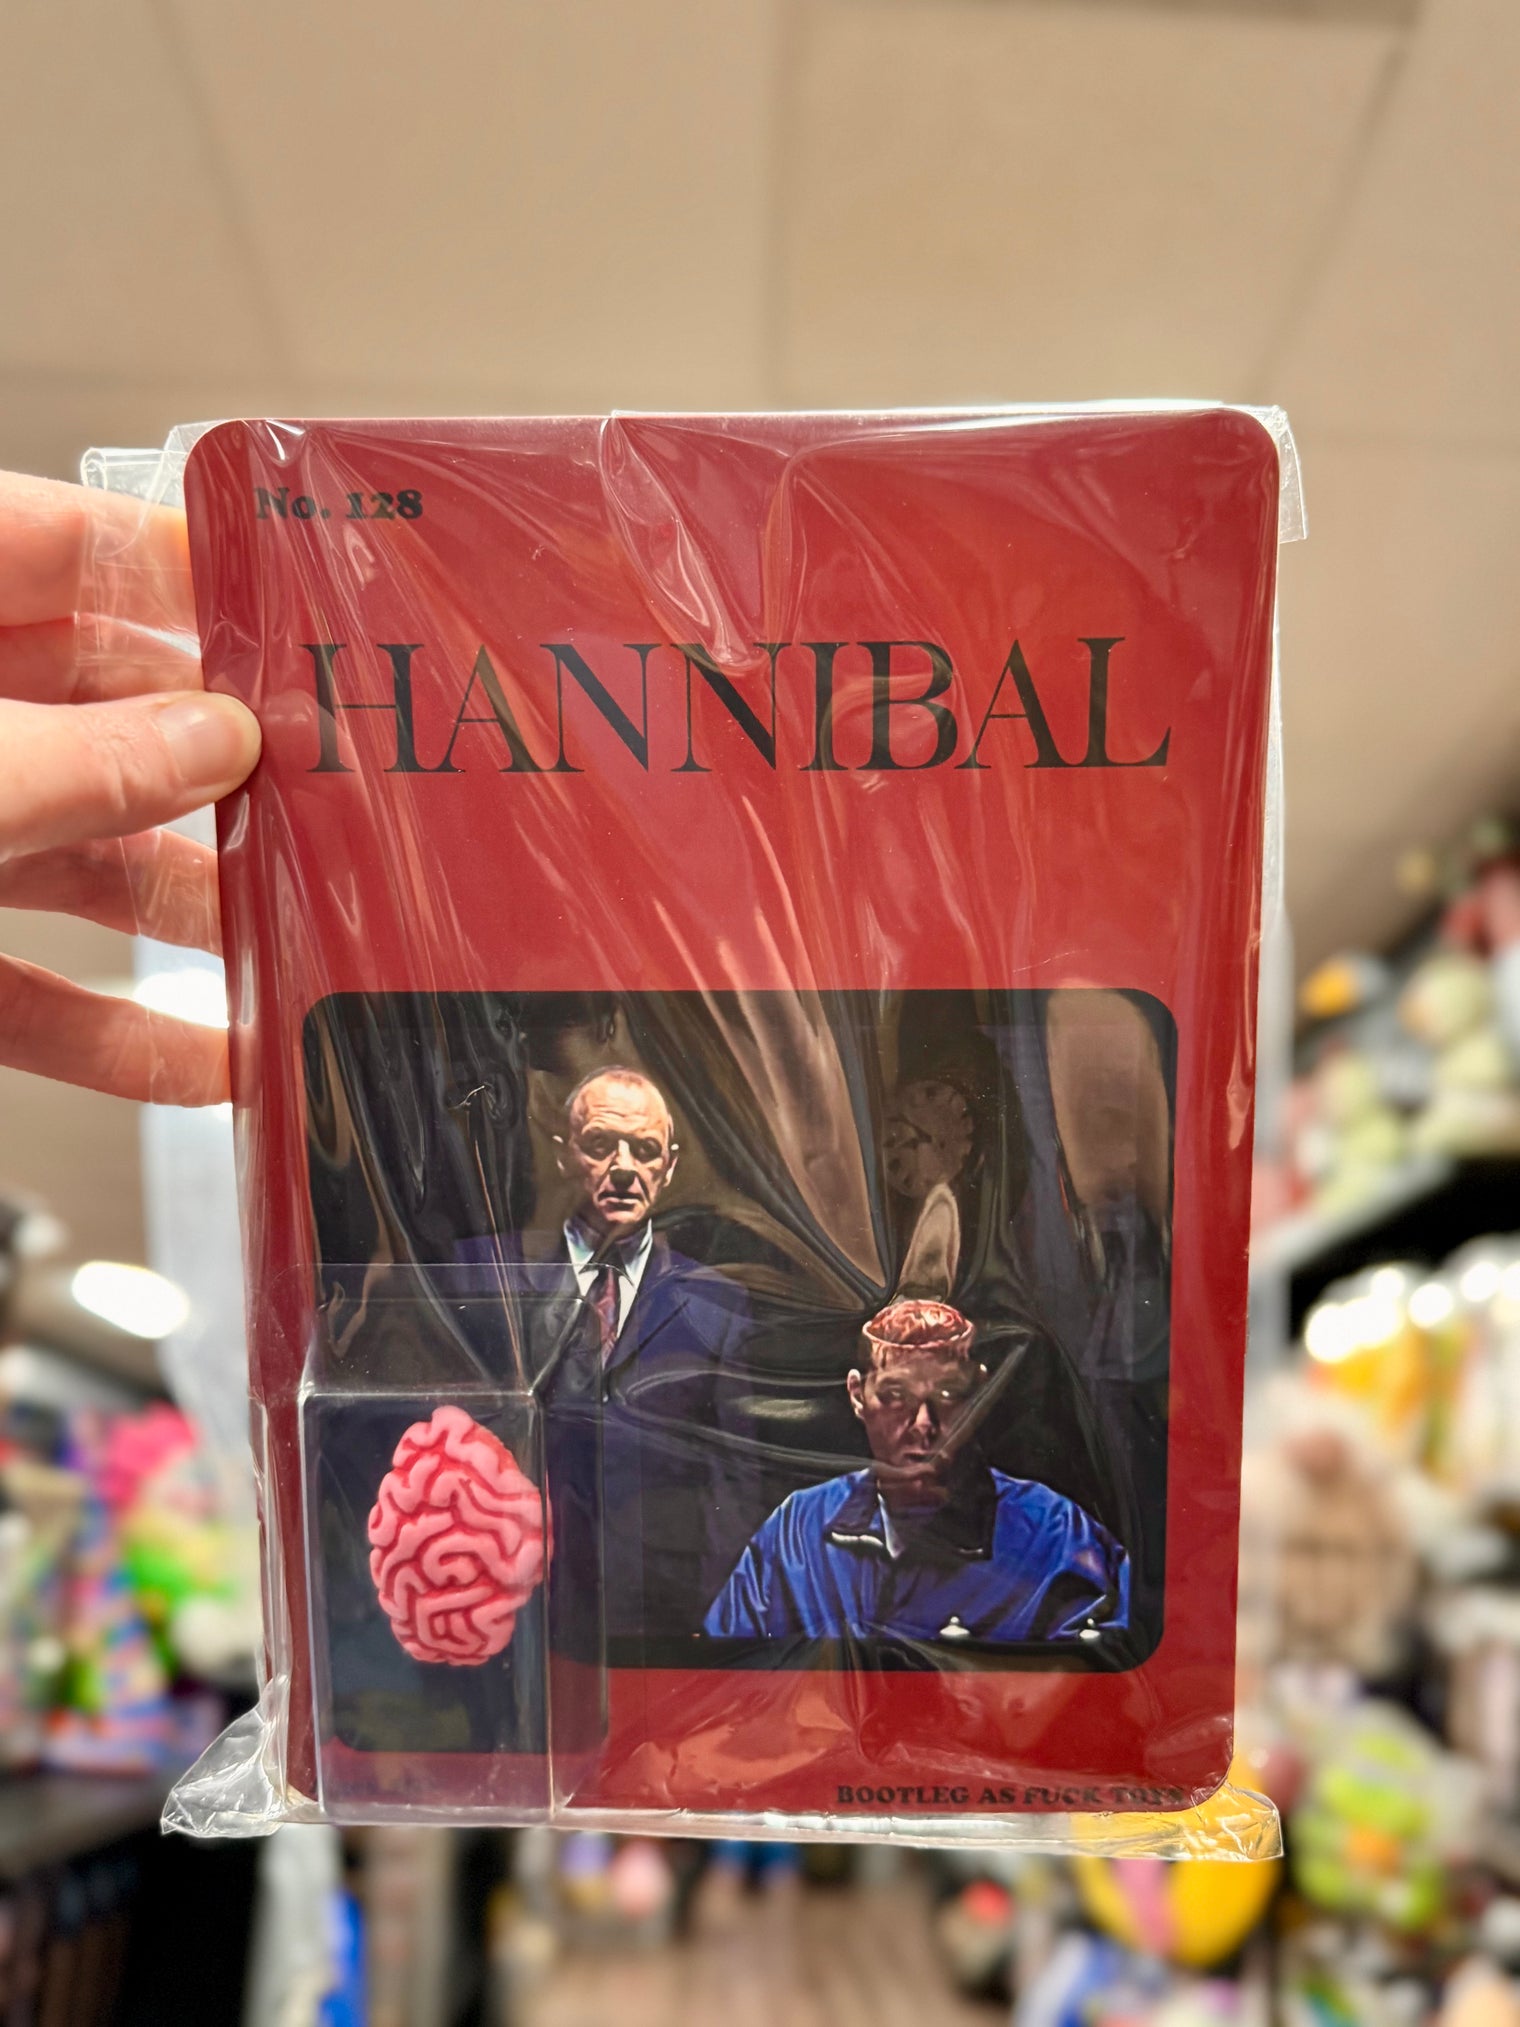 No. 128
HANNIBAL
BOOTLEG AS FUCK TOYS